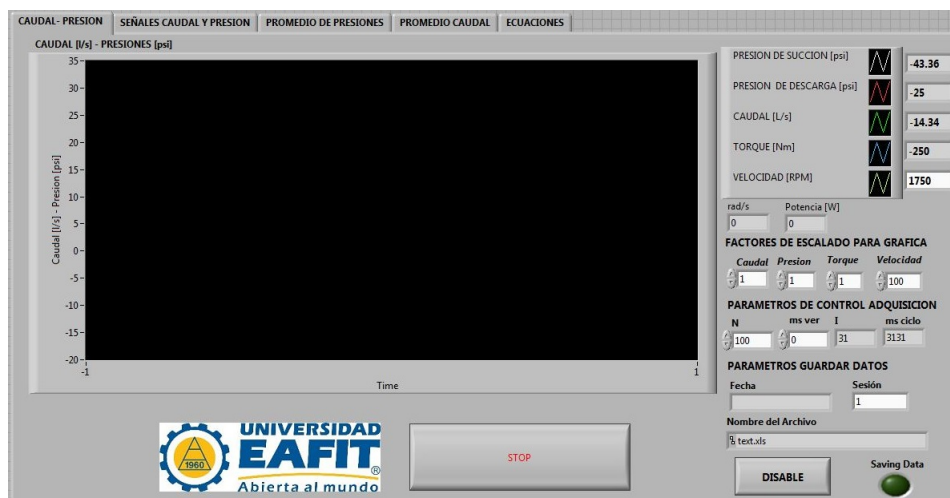 CAUDAL- PRESION SEÑALES CAUDAL Y PRESION PROMEDIO DE PRESIONES PROMEDIO CAUDAL ECUACIONES
CAUDAL [l/s] - PRESIONES [psi]
Caudal [l/s] - Presion [psi]
35
30
25
20
15
10
5
0
-5
-10
-15
-20
-1 1
Time
PRESION DE SUCCION [psi] -43.36
PRESION DE DESCARGA [psi] -25
CAUDAL [L/s] -14.34
TORQUE [Nm] -250
VELOCIDAD [RPM] 1750
rad/s Potencia [W]
0 0
FACTORES DE ESCALADO PARA GRAFICA
Caudal Presion Torque Velocidad
1 1 1 100
PARAMETROS DE CONTROL ADQUISICION
N ms ver I ms ciclo
100 0 31 3131
PARAMETROS GUARDAR DATOS
Fecha Sesión
1
Nombre del Archivo
text.xls
DISABLE Saving Data
1960
UNIVERSIDAD
EAFIT®
Abierta al mundo
STOP